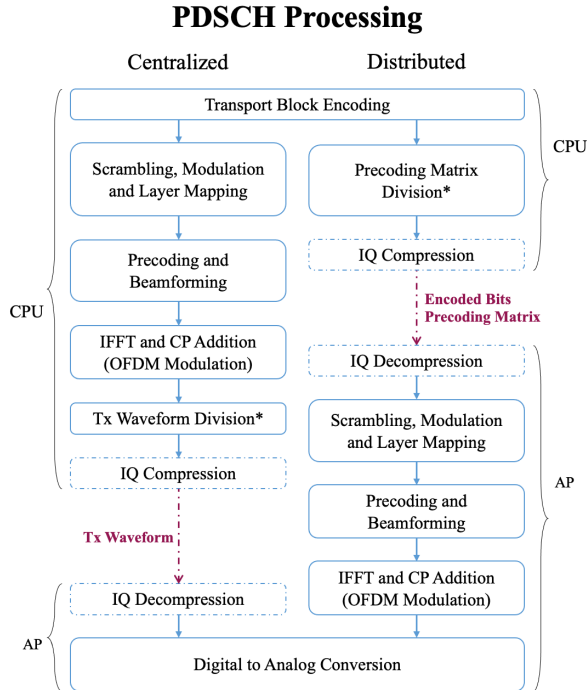 PDSCH Processing
Centralized
Distributed
Transport Block Encoding
CPU
Scrambling, Modulation
and Layer Mapping
Precoding and
Beamforming
IFFT and CP Addition
(OFDM Modulation)
Tx Waveform Division*
IQ Compression
Tx Waveform
AP
IQ Decompression
CPU
Precoding Matrix
Division*
IQ Compression
Encoded Bits
Precoding Matrix
IQ Decompression
Scrambling, Modulation
and Layer Mapping
AP
Precoding and
Beamforming
IFFT and CP Addition
(OFDM Modulation)
Digital to Analog Conversion